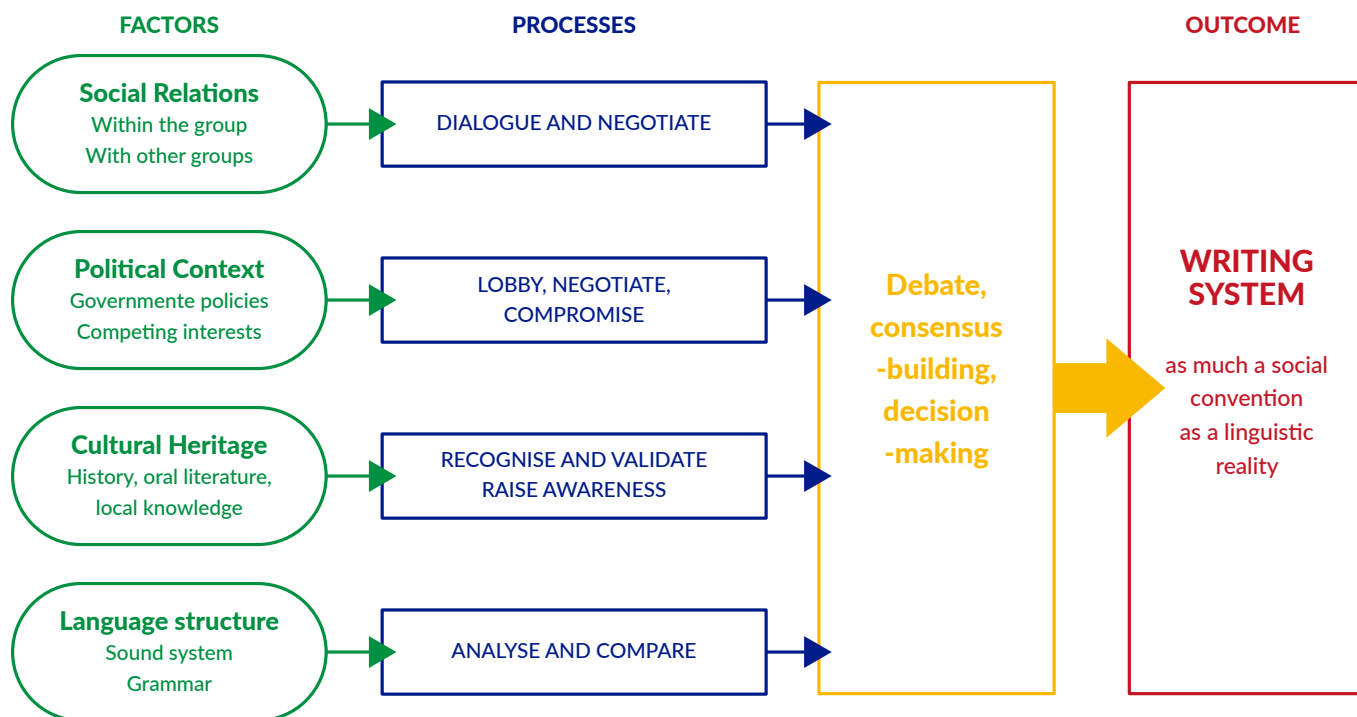 FACTORS
PROCESSES
OUTCOME
Social Relations
Within the group
With other groups
DIALOGUE AND NEGOTIATE
Political Context
Governmente policies
Competing interests
LOBBY, NEGOTIATE,
COMPROMISE
Cultural Heritage
History, oral literature,
local knowledge
RECOGNISE AND VALIDATE
RAISE AWARENESS
Language structure
Sound system
Grammar
ANALYSE AND COMPARE
Debate,
consensus
-building,
decision
-making
WRITING
SYSTEM
as much a social
convention
as a linguistic
reality